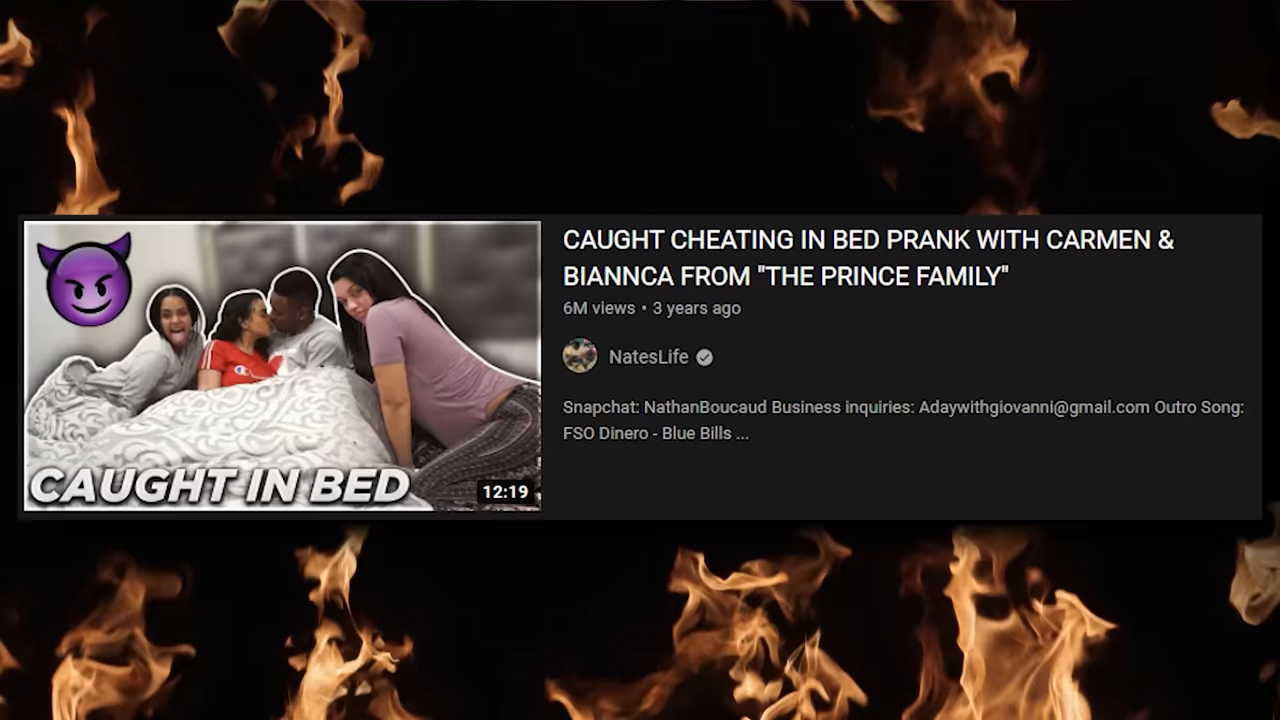 CAUGHT CHEATING IN BED PRANK WITH CARMEN &
BIANNCA FROM "THE PRINCE FAMILY"
6M views • 3 years ago
NatesLife
Snapchat: NathanBoucaud Business inquiries: Adaywithgiovanni@gmail.com Outro Song:
FSO Dinero - Blue Bills ...
CAUGHT IN BED
12:19